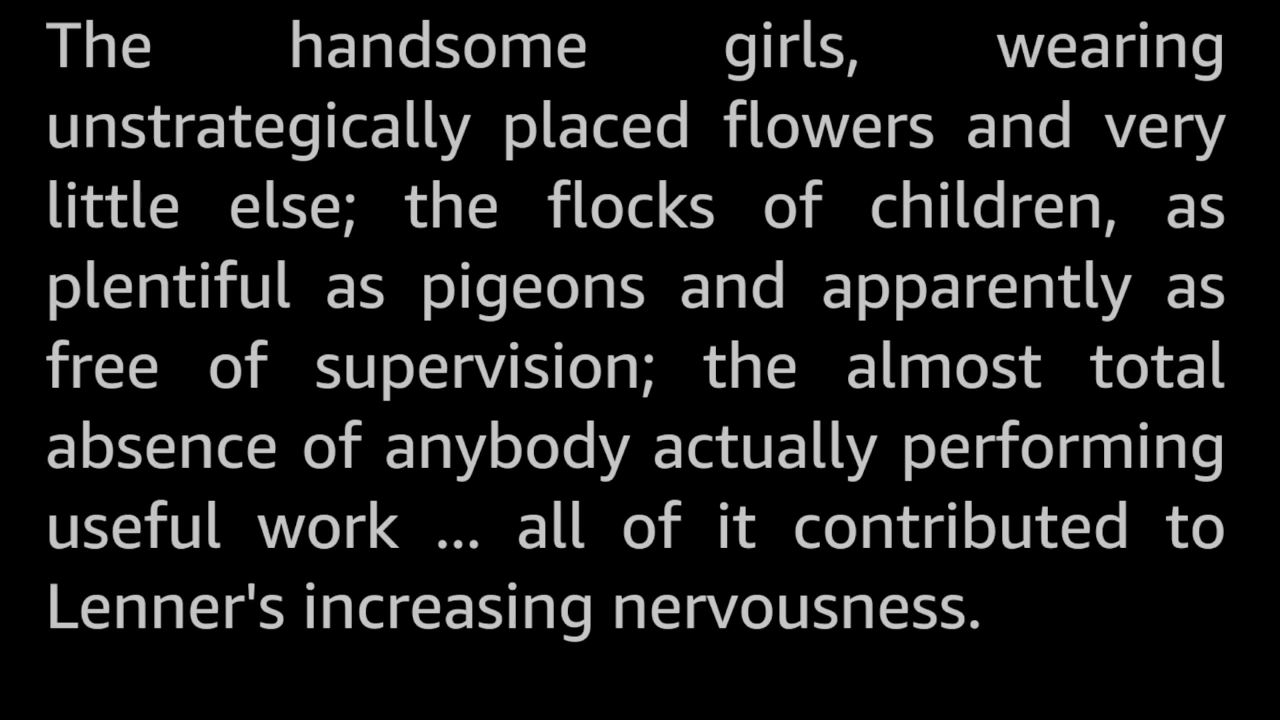 The handsome girls, wearing
unstrategically placed flowers and very
little else; the flocks of children, as
plentiful as pigeons and apparently as
free of supervision; the almost total
absence of anybody actually performing
useful work ... all of it contributed to
Lenner's increasing nervousness.